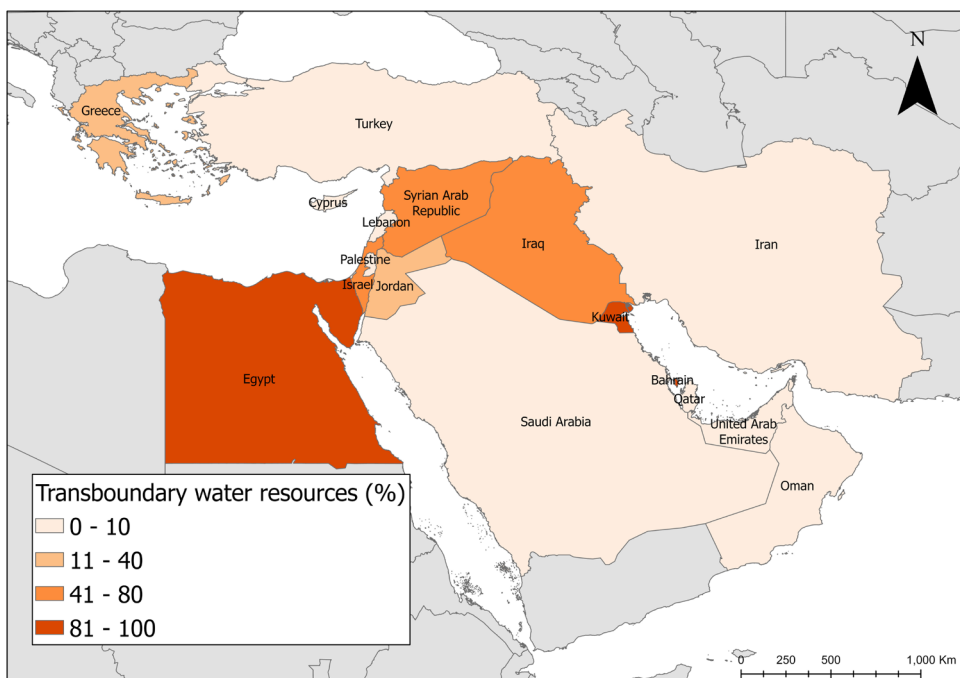 N
Greece
Turkey
Cyprus
Syrian Arab
Republic
Lebanon
Iraq
Iran
Palestine
Israel
Jordan
Kuwait
Egypt
Bahrain
Qatar
Saudi Arabia
United Arab
Emirates
Oman
Transboundary water resources (%)
0 - 10
11 - 40
41 - 80
81 - 100
0 250 500 1,000 Km